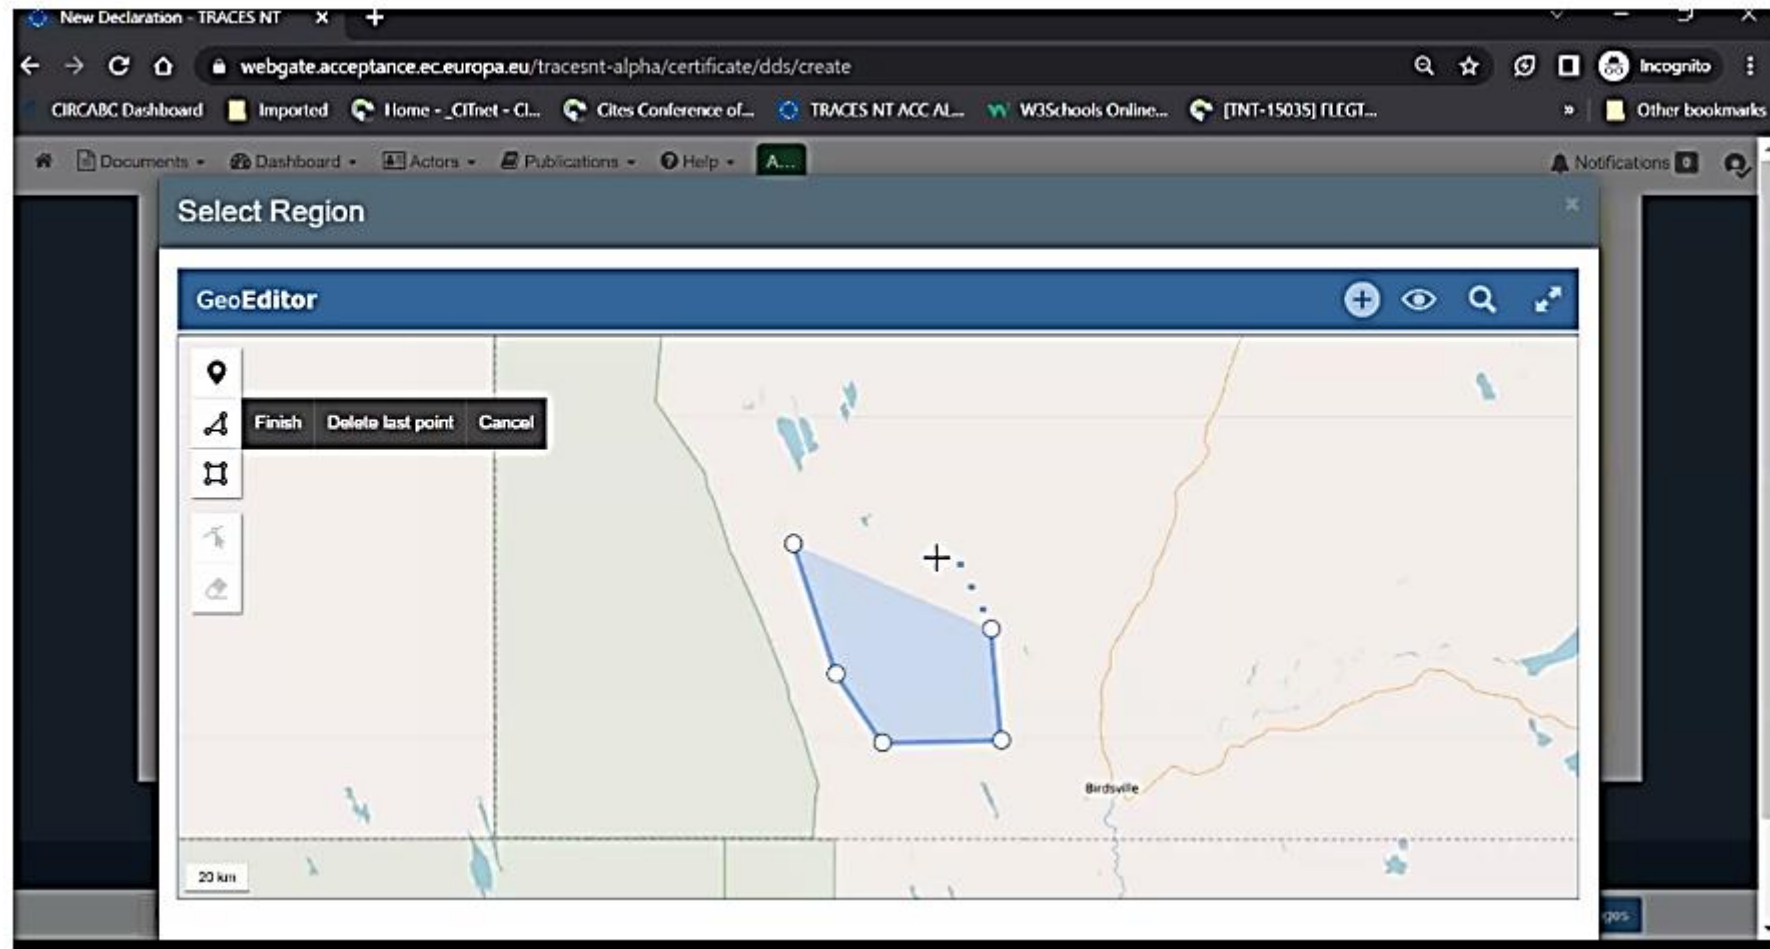 New Declaration - TRACES NT
webgate.acceptance.ec.europa.eu/tracesnt-alpha/certificate/dds/create
Incognito
CIRCABC Dashboard Imported Home - _CITnet - CI... Cites Conference of... TRACES NT ACC AL... W3Schools Online... [TNT-15035] FLEGT... » Other bookmarks
Documents Dashboard Actors Publications Help A... Notifications 0
Select Region
GeoEditor
Finish Delete last point Cancel
Birdsville
20 km